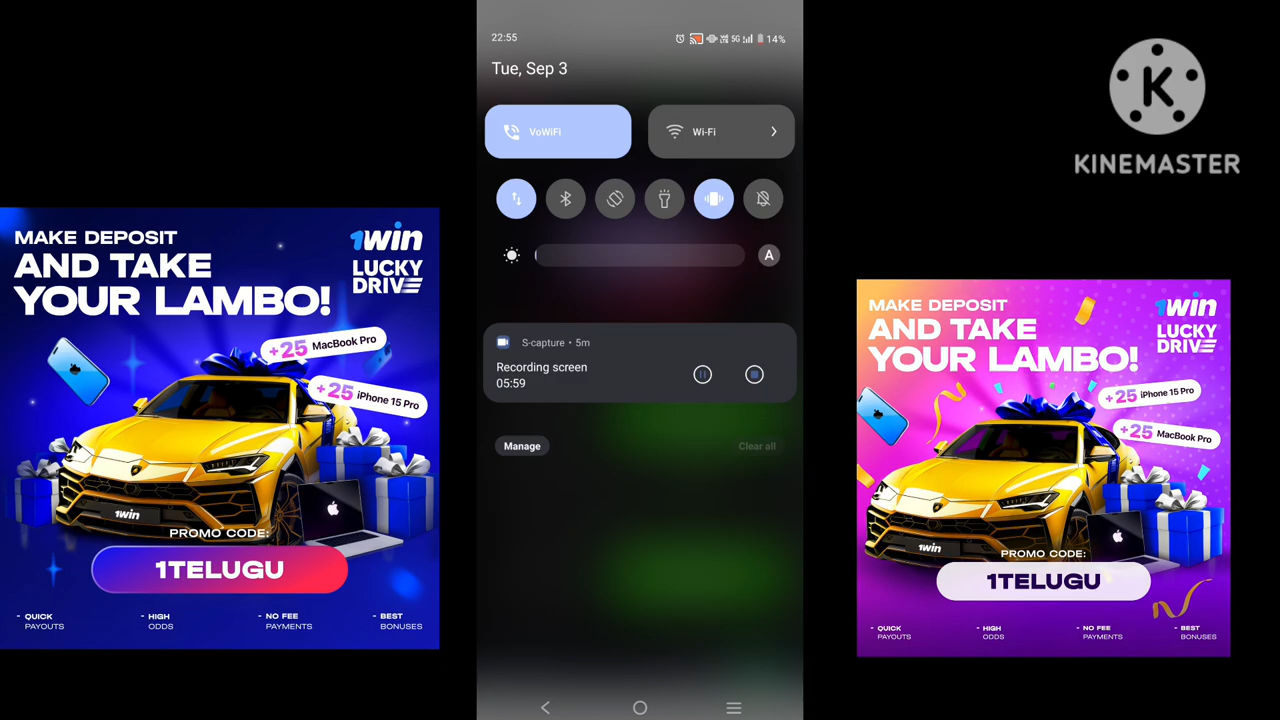 MAKE DEPOSIT
AND TAKE
YOUR LAMBO!
1win
LUCKY
DRIVE
+25 MacBook Pro
+25 iPhone 15 Pro
1win
PROMO CODE:
1TELUGU
- QUICK
PAYOUTS
- HIGH
ODDS
- NO FEE
PAYMENTS
- BEST
BONUSES
22:55
5G
14%
Tue, Sep 3
VoWiFi
Wi-Fi
A
S-capture • 5m
Recording screen
05:59
Manage
Clear all
K
KINEMASTER
MAKE DEPOSIT
AND TAKE
YOUR LAMBO!
1win
LUCKY
DRIVE
+25 iPhone 15 Pro
+25 MacBook Pro
1win
PROMO CODE:
1TELUGU
- QUICK
PAYOUTS
- HIGH
ODDS
- NO FEE
PAYMENTS
- BEST
BONUSES